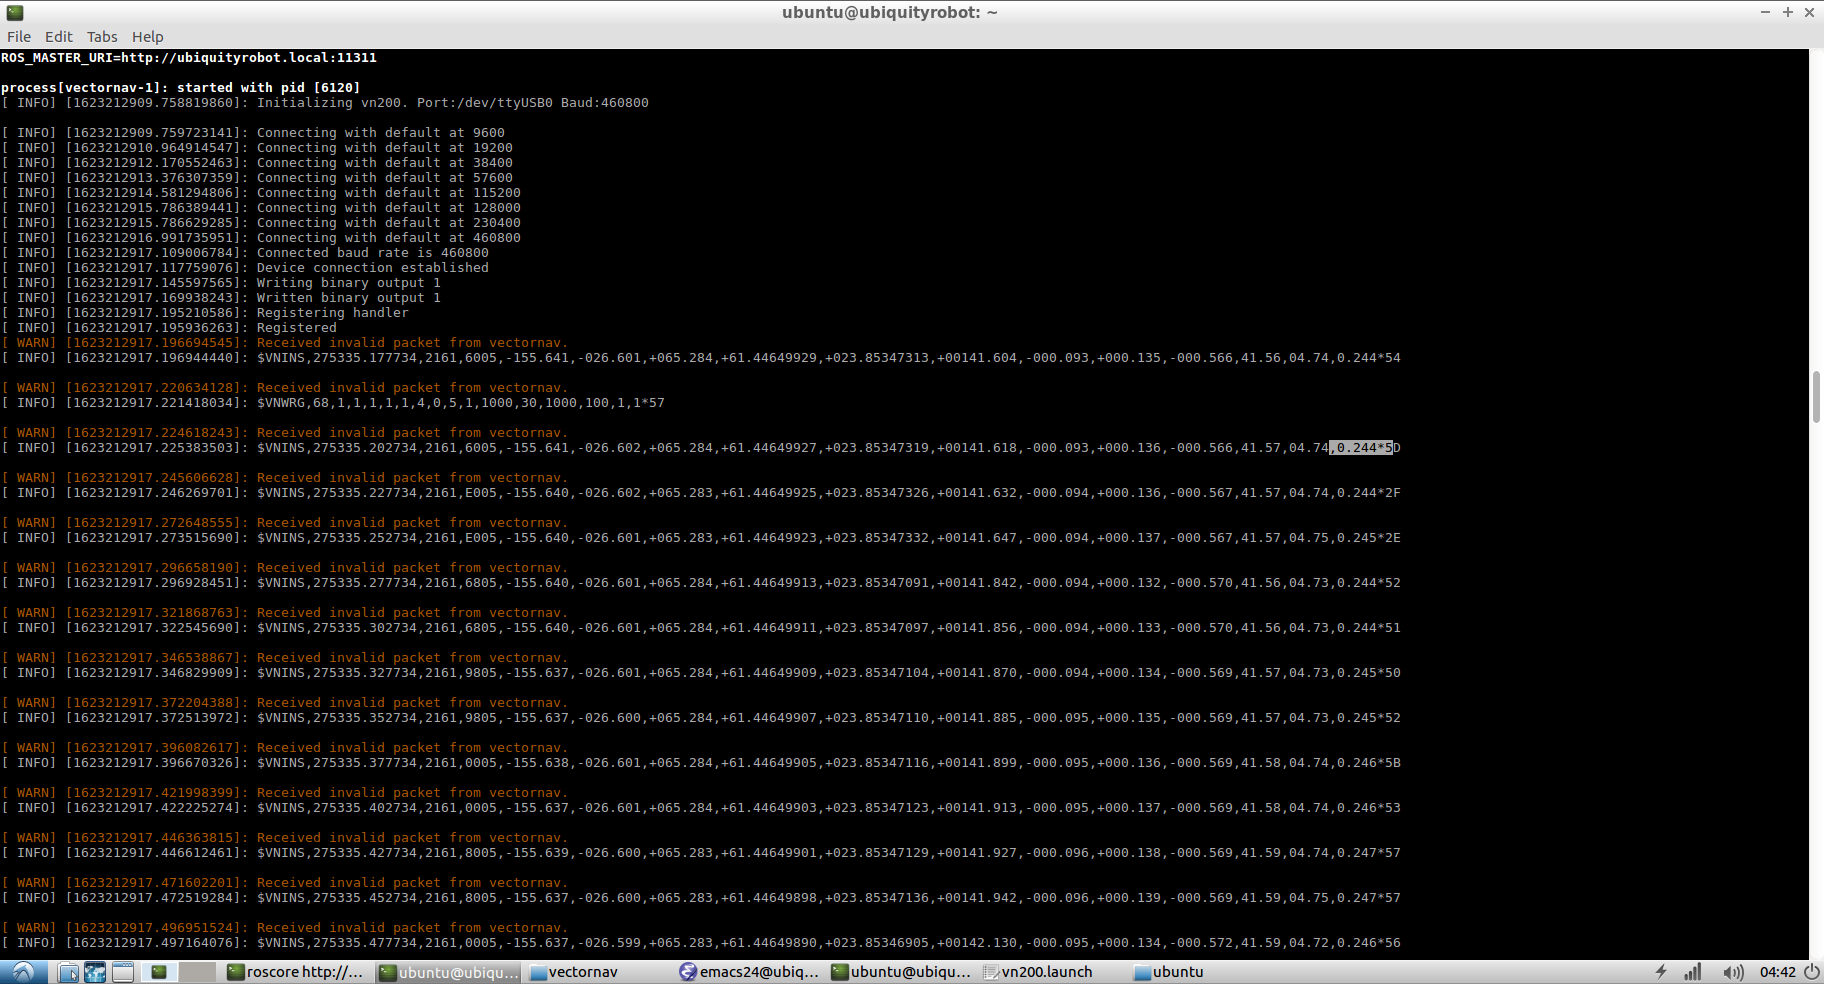 ubuntu@ubiquityrobot: ~
File Edit Tabs Help
ROS_MASTER_URI=http://ubiquityrobot.local:11311
process[vectornav-1]: started with pid [6120]
[ INFO] [1623212909.758819860]: Initializing vn200. Port:/dev/ttyUSB0 Baud:460800
[ INFO] [1623212909.759723141]: Connecting with default at 9600
[ INFO] [1623212910.964914547]: Connecting with default at 19200
[ INFO] [1623212912.170552463]: Connecting with default at 38400
[ INFO] [1623212913.376307359]: Connecting with default at 57600
[ INFO] [1623212914.581294806]: Connecting with default at 115200
[ INFO] [1623212915.786389441]: Connecting with default at 128000
[ INFO] [1623212915.786629285]: Connecting with default at 230400
[ INFO] [1623212916.991735951]: Connecting with default at 460800
[ INFO] [1623212917.109006784]: Connected baud rate is 460800
[ INFO] [1623212917.117759076]: Device connection established
[ INFO] [1623212917.145597565]: Writing binary output 1
[ INFO] [1623212917.169938243]: Written binary output 1
[ INFO] [1623212917.195210586]: Registering handler
[ INFO] [1623212917.195936263]: Registered
[ WARN] [1623212917.196694545]: Received invalid packet from vectornav.
[ INFO] [1623212917.196944440]: $VNINS,275335.177734,2161,6005,-155.641,-026.601,+065.284,+61.44649929,+023.85347313,+00141.604,-000.093,+000.135,-000.566,41.56,04.74,0.244*54
[ WARN] [1623212917.220634128]: Received invalid packet from vectornav.
[ INFO] [1623212917.221418034]: $VNWRG,68,1,1,1,1,1,4,0,5,1,1000,30,1000,100,1,1*57
[ WARN] [1623212917.224618243]: Received invalid packet from vectornav.
[ INFO] [1623212917.225383503]: $VNINS,275335.202734,2161,6005,-155.641,-026.602,+065.284,+61.44649927,+023.85347319,+00141.618,-000.093,+000.136,-000.566,41.57,04.74,0.244*5D
[ WARN] [1623212917.245606628]: Received invalid packet from vectornav.
[ INFO] [1623212917.246269701]: $VNINS,275335.227734,2161,E005,-155.640,-026.602,+065.283,+61.44649925,+023.85347326,+00141.632,-000.094,+000.136,-000.567,41.57,04.74,0.244*2F
[ WARN] [1623212917.272648555]: Received invalid packet from vectornav.
[ INFO] [1623212917.273515690]: $VNINS,275335.252734,2161,E005,-155.640,-026.601,+065.283,+61.44649923,+023.85347332,+00141.647,-000.094,+000.137,-000.567,41.57,04.75,0.245*2E
[ WARN] [1623212917.296658190]: Received invalid packet from vectornav.
[ INFO] [1623212917.296928451]: $VNINS,275335.277734,2161,6805,-155.640,-026.601,+065.284,+61.44649913,+023.85347091,+00141.842,-000.094,+000.132,-000.570,41.56,04.73,0.244*52
[ WARN] [1623212917.321868763]: Received invalid packet from vectornav.
[ INFO] [1623212917.322545690]: $VNINS,275335.302734,2161,6805,-155.640,-026.601,+065.284,+61.44649911,+023.85347097,+00141.856,-000.094,+000.133,-000.570,41.56,04.73,0.244*51
[ WARN] [1623212917.346538867]: Received invalid packet from vectornav.
[ INFO] [1623212917.346829909]: $VNINS,275335.327734,2161,9805,-155.637,-026.601,+065.284,+61.44649909,+023.85347104,+00141.870,-000.094,+000.134,-000.569,41.57,04.73,0.245*50
[ WARN] [1623212917.372204388]: Received invalid packet from vectornav.
[ INFO] [1623212917.372513972]: $VNINS,275335.352734,2161,9805,-155.637,-026.600,+065.284,+61.44649907,+023.85347110,+00141.885,-000.095,+000.135,-000.569,41.57,04.73,0.245*52
[ WARN] [1623212917.396082617]: Received invalid packet from vectornav.
[ INFO] [1623212917.396670326]: $VNINS,275335.377734,2161,0005,-155.638,-026.601,+065.284,+61.44649905,+023.85347116,+00141.899,-000.095,+000.136,-000.569,41.58,04.74,0.246*5B
[ WARN] [1623212917.421998399]: Received invalid packet from vectornav.
[ INFO] [1623212917.422225274]: $VNINS,275335.402734,2161,0005,-155.637,-026.601,+065.284,+61.44649903,+023.85347123,+00141.913,-000.095,+000.137,-000.569,41.58,04.74,0.246*53
[ WARN] [1623212917.446363815]: Received invalid packet from vectornav.
[ INFO] [1623212917.446612461]: $VNINS,275335.427734,2161,8005,-155.639,-026.600,+065.283,+61.44649901,+023.85347129,+00141.927,-000.096,+000.138,-000.569,41.59,04.74,0.247*57
[ WARN] [1623212917.471602201]: Received invalid packet from vectornav.
[ INFO] [1623212917.472519284]: $VNINS,275335.452734,2161,8005,-155.637,-026.600,+065.283,+61.44649898,+023.85347136,+00141.942,-000.096,+000.139,-000.569,41.59,04.75,0.247*57
[ WARN] [1623212917.496951524]: Received invalid packet from vectornav.
[ INFO] [1623212917.497164076]: $VNINS,275335.477734,2161,0005,-155.637,-026.599,+065.283,+61.44649890,+023.85346905,+00142.130,-000.095,+000.134,-000.572,41.59,04.72,0.246*56
roscore http://... ubuntu@ubiqu... vectornav emacs24@ubiq... ubuntu@ubiqu... vn200.launch ubuntu 04:42